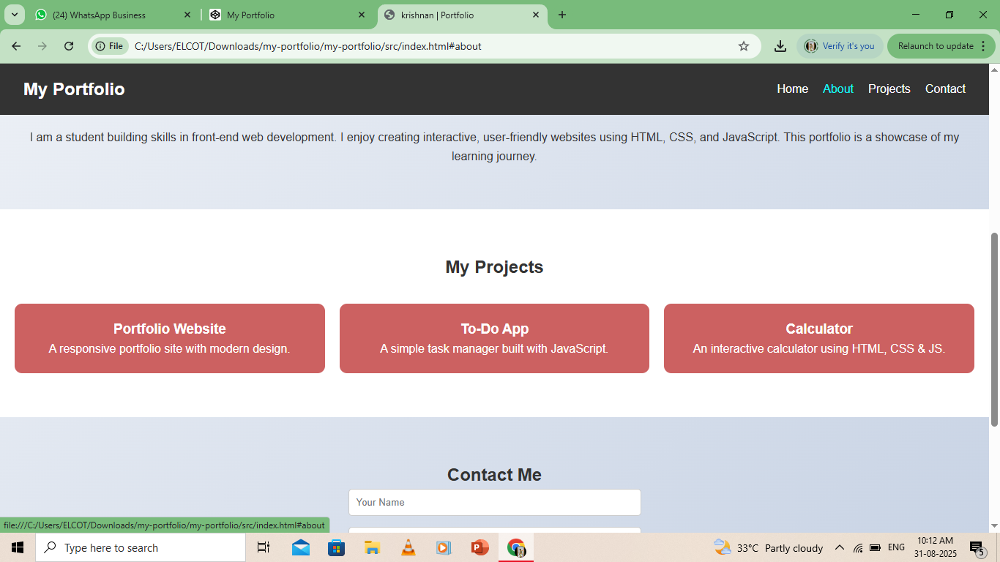 (24) WhatsApp Business
My Portfolio
krishnan | Portfolio
File
C:/Users/ELCOT/Downloads/my-portfolio/my-portfolio/src/index.html#about
Verify it's you
Relaunch to update
My Portfolio
Home About Projects Contact
I am a student building skills in front-end web development. I enjoy creating interactive, user-friendly websites using HTML, CSS, and JavaScript. This portfolio is a showcase of my
learning journey.
My Projects
Portfolio Website
A responsive portfolio site with modern design.
To-Do App
A simple task manager built with JavaScript.
Calculator
An interactive calculator using HTML, CSS & JS.
Contact Me
Your Name
file:///C:/Users/ELCOT/Downloads/my-portfolio/my-portfolio/src/index.html#about
Type here to search
P
33°C Partly cloudy
ENG
10:12 AM
31-08-2025
5